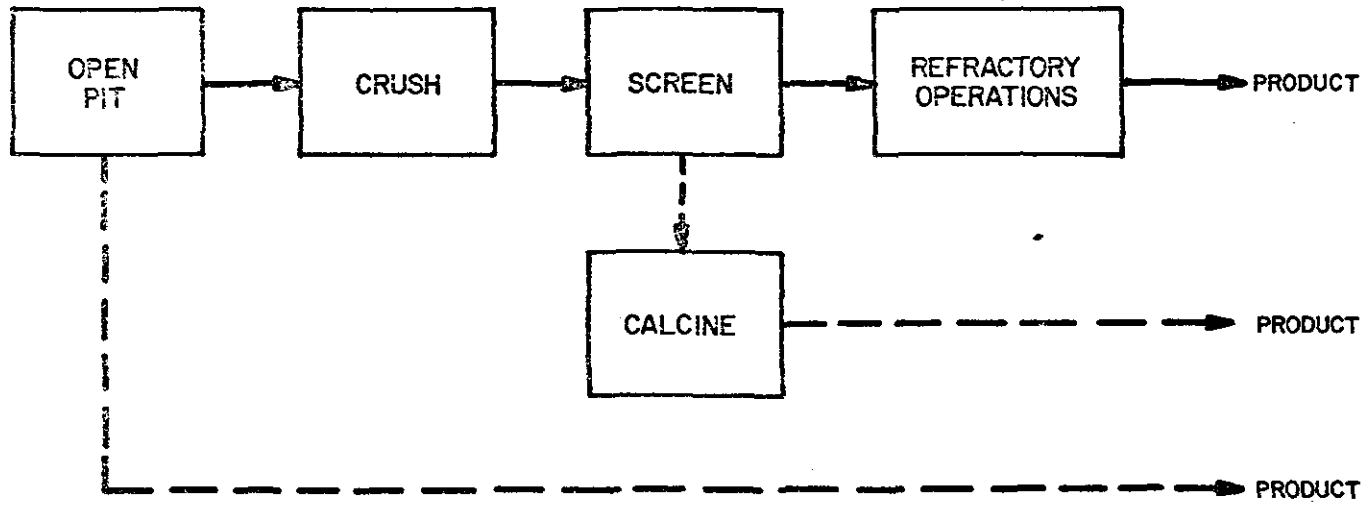 OPEN
PIT
CRUSH
SCREEN
REFRACTORY
OPERATIONS
PRODUCT
CALCINE
PRODUCT
PRODUCT